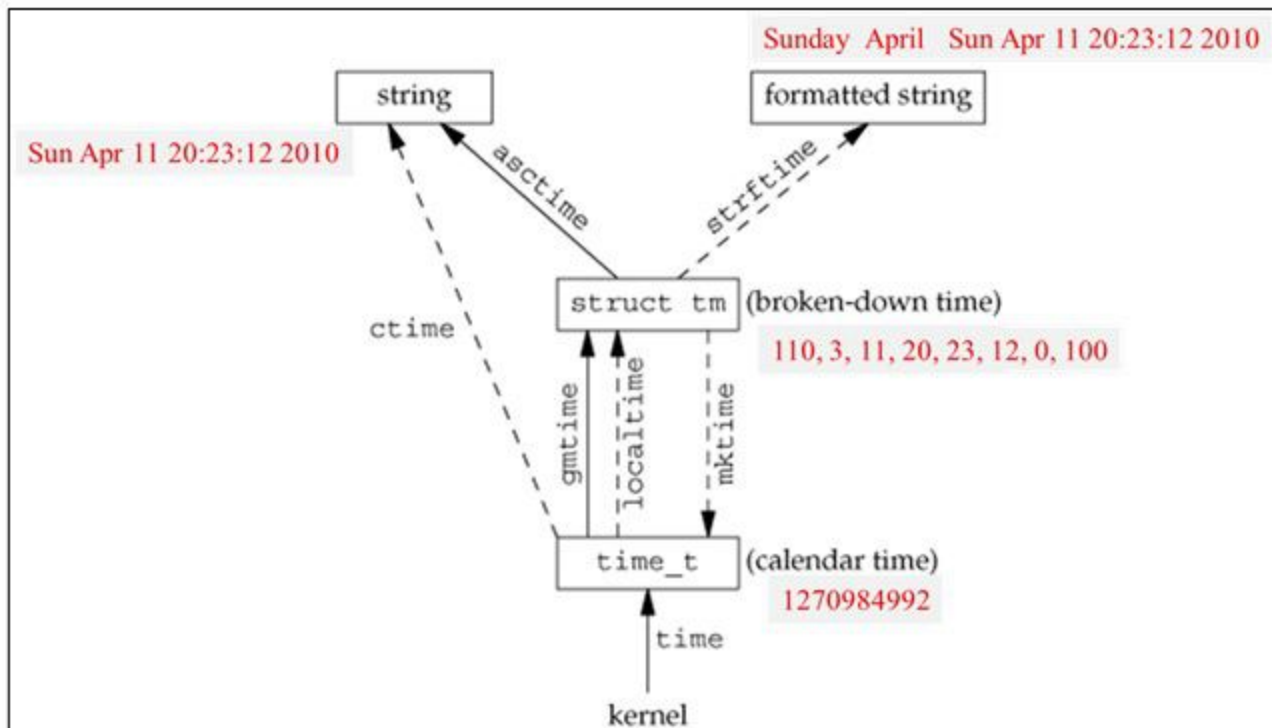 Sunday April Sun Apr 11 20:23:12 2010
string
formatted string
Sun Apr 11 20:23:12 2010
asctime
strftime
ctime
struct tm (broken-down time)
110, 3, 11, 20, 23, 12, 0, 100
gmtime
localtime
mktime
time_t (calendar time)
1270984992
time
kernel